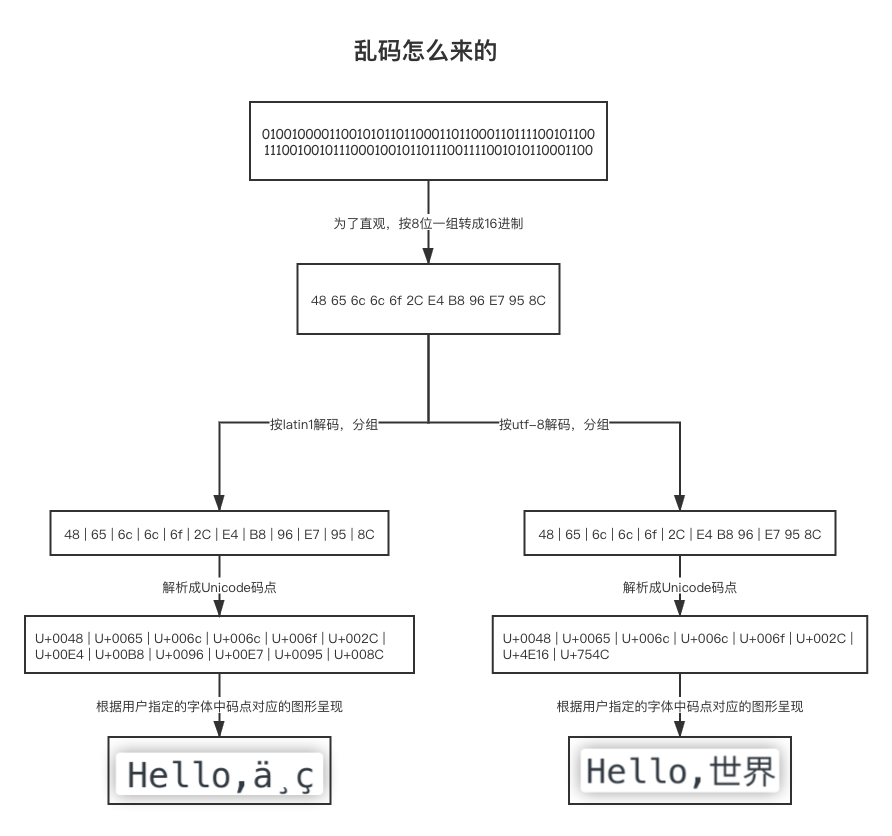 乱码怎么来的
010010000110010101101100011011000110111100101100
111001001011100010010110111001111001010110001100
为了直观，按8位一组转成16进制
48 65 6c 6c 6f 2C E4 B8 96 E7 95 8C
按latin1解码，分组
按utf-8解码，分组
48 | 65 | 6c | 6c | 6f | 2C | E4 | B8 | 96 | E7 | 95 | 8C
48 | 65 | 6c | 6c | 6f | 2C | E4 B8 96 | E7 95 8C
解析成Unicode码点
解析成Unicode码点
U+0048 | U+0065 | U+006c | U+006c | U+006f | U+002C |
U+00E4 | U+00B8 | U+0096 | U+00E7 | U+0095 | U+008C
U+0048 | U+0065 | U+006c | U+006c | U+006f | U+002C |
U+4E16 | U+754C
根据用户指定的字体中码点对应的图形呈现
根据用户指定的字体中码点对应的图形呈现
Hello,ä¸ç
Hello,世界